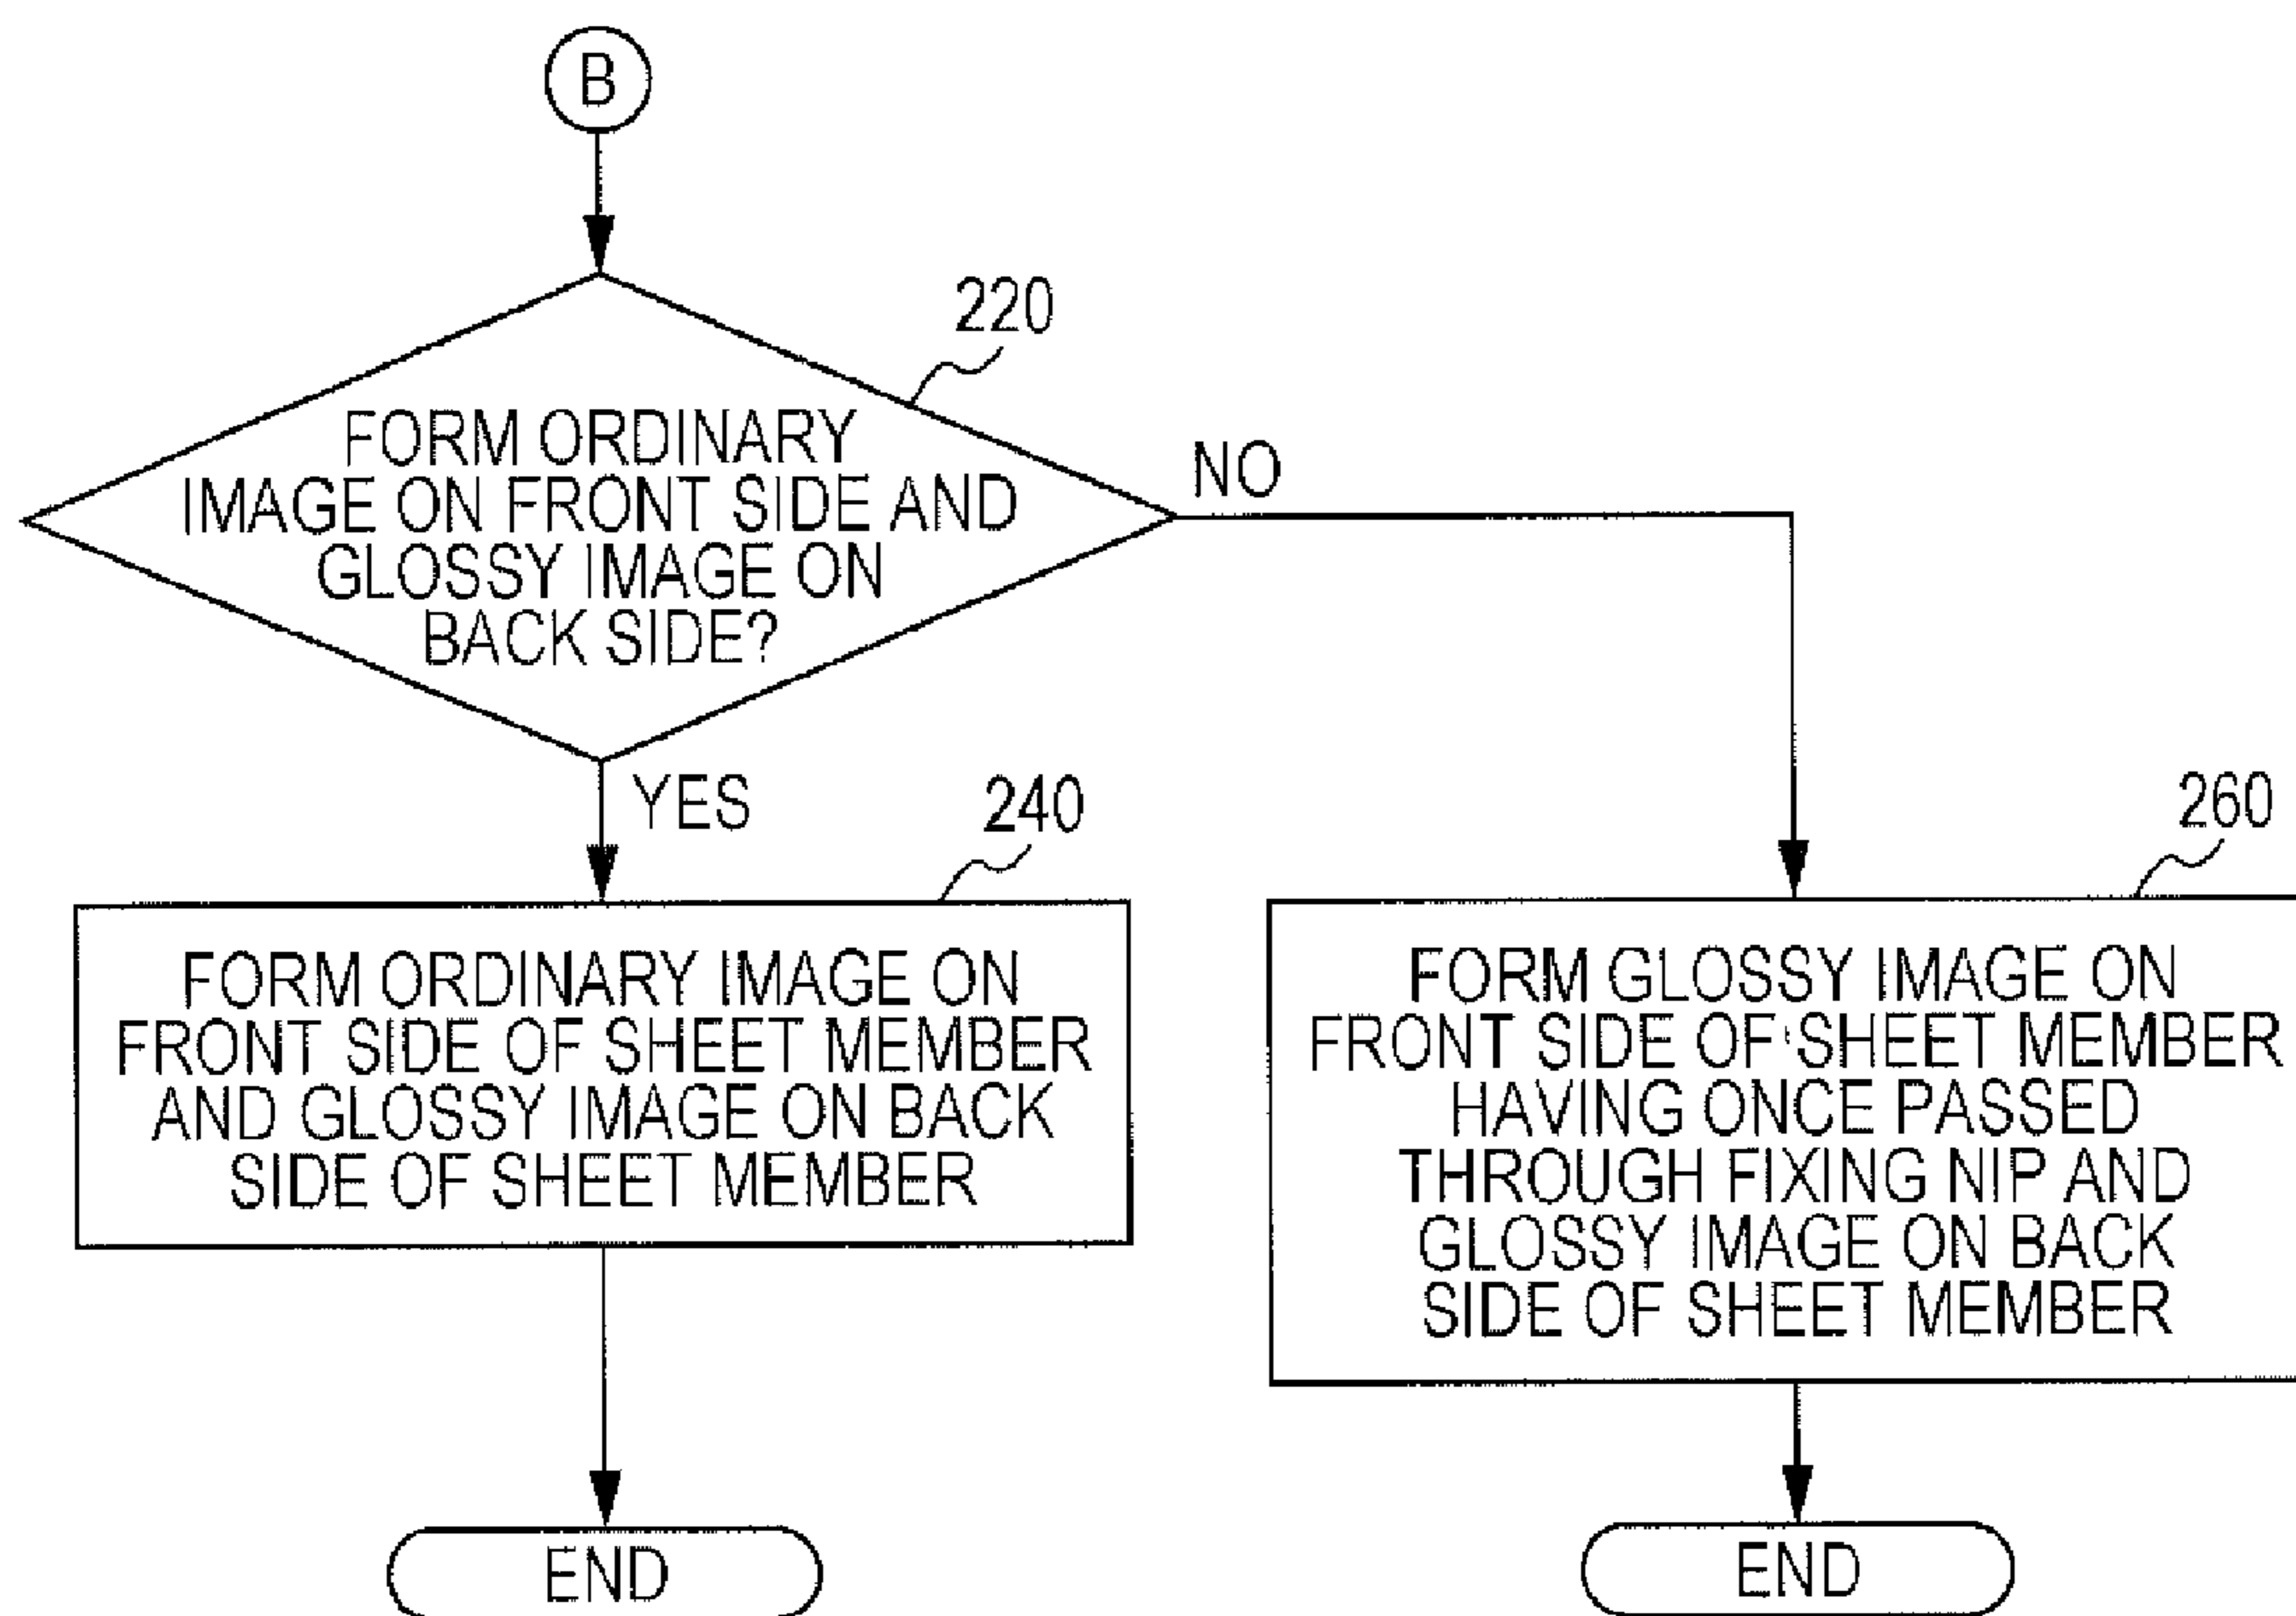 B
220
FORM ORDINARY
IMAGE ON FRONT SIDE AND
GLOSSY IMAGE ON
BACK SIDE?
NO
YES
240
FORM ORDINARY IMAGE ON
FRONT SIDE OF SHEET MEMBER
AND GLOSSY IMAGE ON BACK
SIDE OF SHEET MEMBER
END
260
FORM GLOSSY IMAGE ON
FRONT SIDE OF SHEET MEMBER
HAVING ONCE PASSED
THROUGH FIXING NIP AND
GLOSSY IMAGE ON BACK
SIDE OF SHEET MEMBER
END